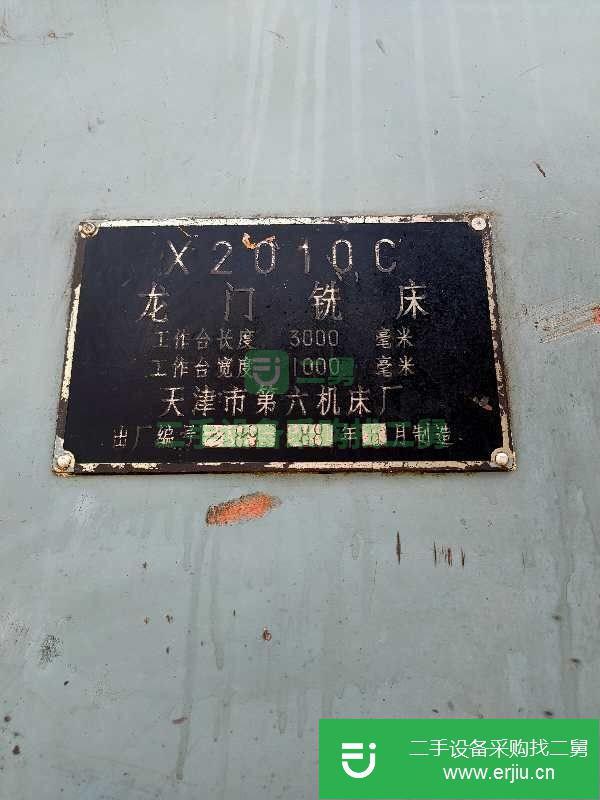 X2010C
龙门铣床
工作台长度 3000 毫米
工作台宽度 1000 毫米
天津市第六机床厂
出厂编号 年 月制造
二舅
二手设备采购找二舅
www.erjiu.cn